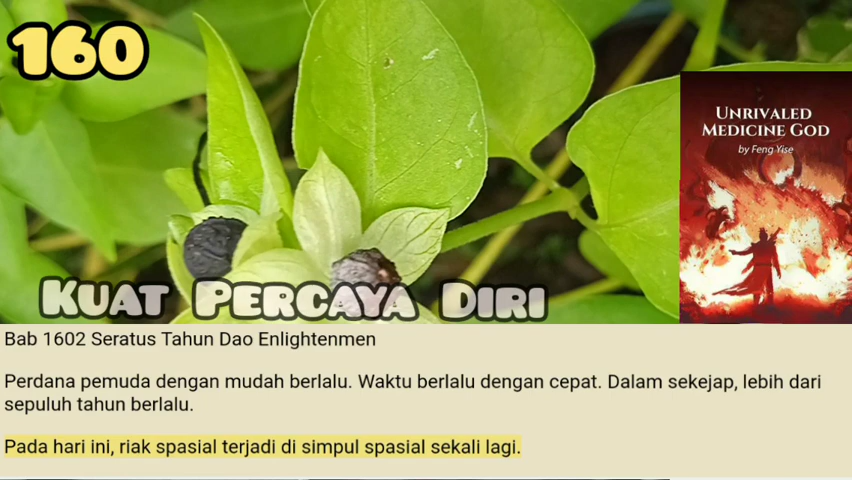 160
UNRIVALED
MEDICINE GOD
by Feng Yise
KUAT PERCAYA DIRI
Bab 1602 Seratus Tahun Dao Enlightenmen
Perdana pemuda dengan mudah berlalu. Waktu berlalu dengan cepat. Dalam sekejap, lebih dari
sepuluh tahun berlalu.
Pada hari ini, riak spasial terjadi di simpul spasial sekali lagi.